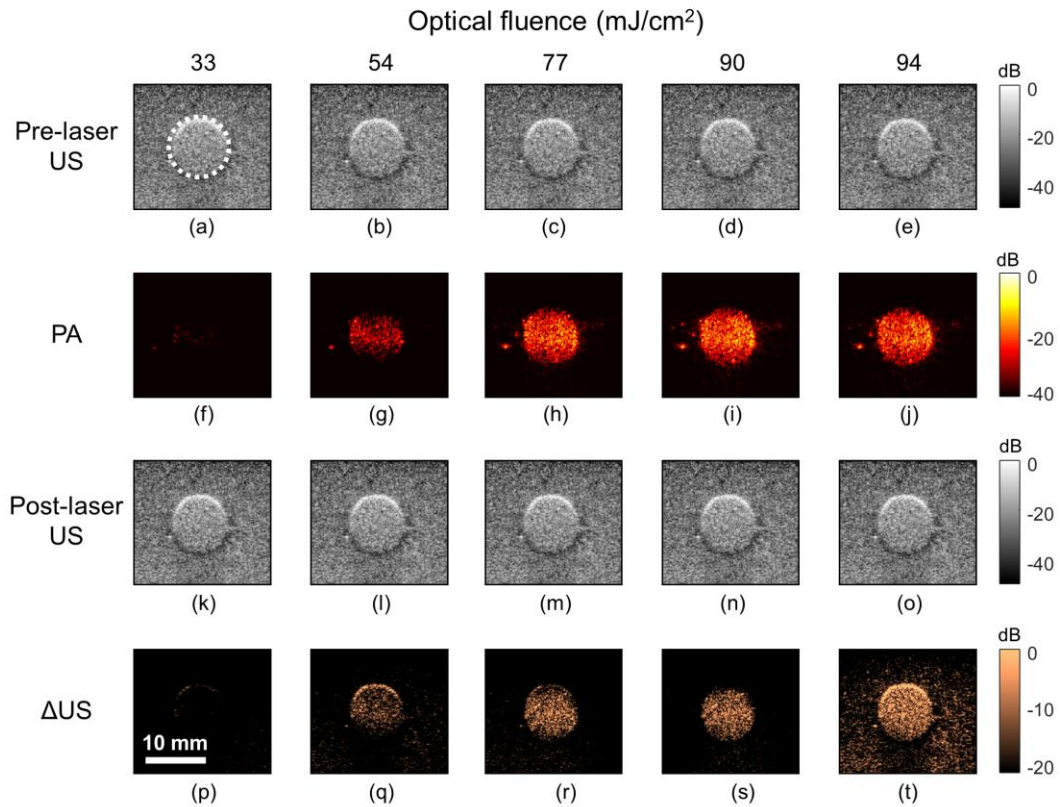 Optical fluence (mJ/cm²)
33 54 77 90 94
dB
0
-20
-40
Pre-laser
US
(a) (b) (c) (d) (e)
dB
0
-20
-40
PA
(f) (g) (h) (i) (j)
dB
0
-20
-40
Post-laser
US
(k) (l) (m) (n) (o)
dB
0
-10
-20
ΔUS
10 mm
(p) (q) (r) (s) (t)